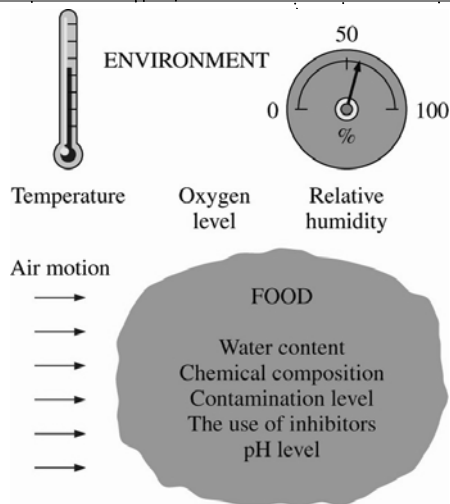 50
ENVIRONMENT
0
100
%
Temperature
Oxygen
level
Relative
humidity
Air motion
FOOD
Water content
Chemical composition
Contamination level
The use of inhibitors
pH level